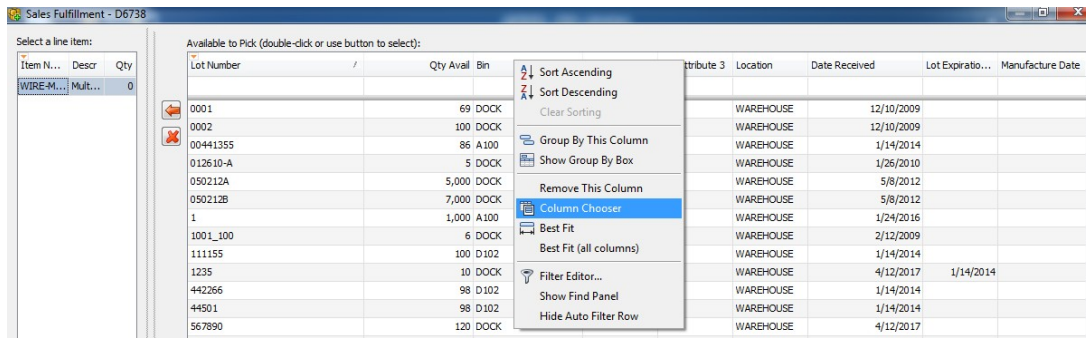 Sales Fulfillment - D6738
Select a line item:
Item N... Descr Qty
WIRE-M... Mult... 0
Available to Pick (double-click or use button to select):
Lot Number Qty Avail Bin ttribute 3 Location Date Received Lot Expiratio... Manufacture Date
0001 69 DOCK WAREHOUSE 12/10/2009
0002 100 DOCK WAREHOUSE 12/10/2009
00441355 86 A100 WAREHOUSE 1/14/2014
012610-A 5 DOCK WAREHOUSE 1/26/2010
050212A 5,000 DOCK WAREHOUSE 5/8/2012
050212B 7,000 DOCK WAREHOUSE 5/8/2012
1 1,000 A100 WAREHOUSE 1/24/2016
1001_100 6 DOCK WAREHOUSE 2/12/2009
111155 100 D102 WAREHOUSE 1/14/2014
1235 10 DOCK WAREHOUSE 4/12/2017 1/14/2014
442266 98 D102 WAREHOUSE 1/14/2014
44501 98 D102 WAREHOUSE 1/14/2014
567890 120 DOCK WAREHOUSE 4/12/2017
Sort Ascending
Sort Descending
Clear Sorting
Group By This Column
Show Group By Box
Remove This Column
Column Chooser
Best Fit
Best Fit (all columns)
Filter Editor...
Show Find Panel
Hide Auto Filter Row